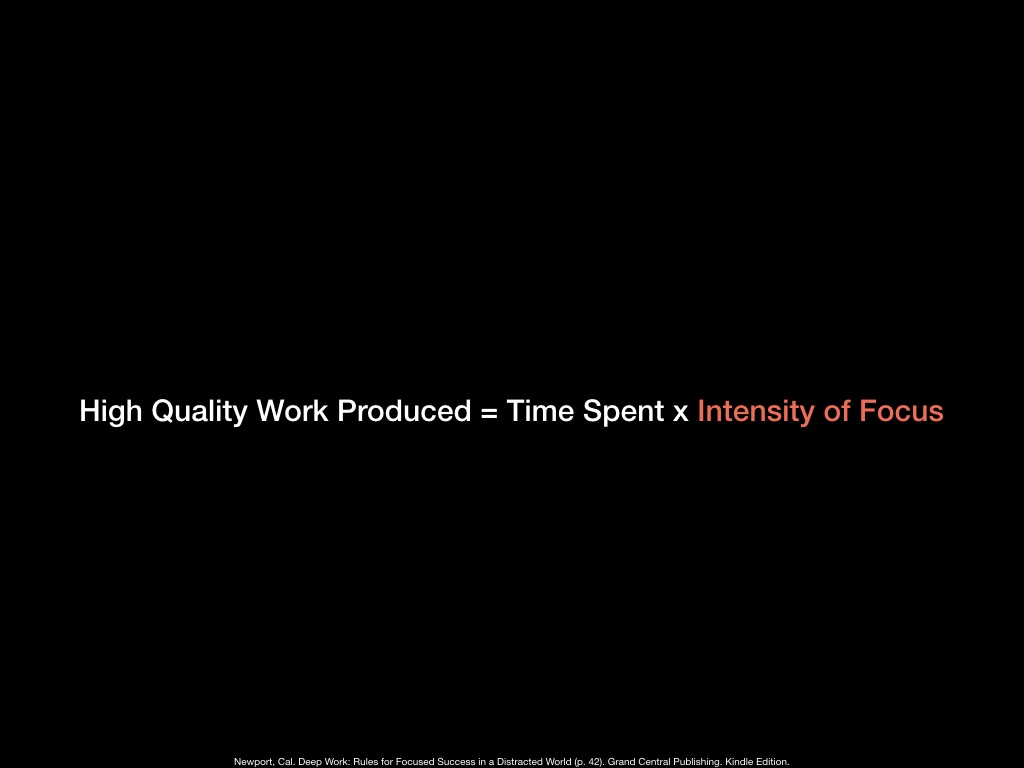 High Quality Work Produced = Time Spent x Intensity of Focus
Newport, Cal. Deep Work: Rules for Focused Success in a Distracted World (p. 42). Grand Central Publishing. Kindle Edition.